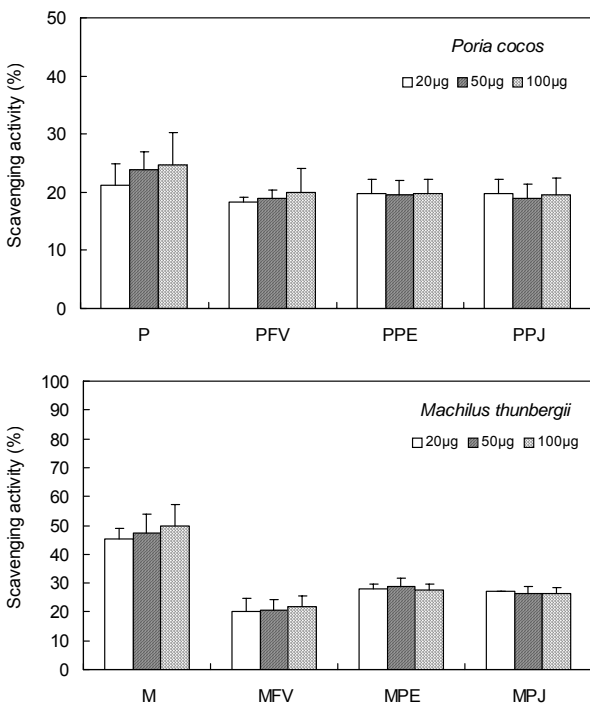 50
40
30
20
10
0
Scavenging activity (%)
Poria cocos
20µg 50µg 100µg
P PFV PPE PPJ
100
90
80
70
60
50
40
30
20
10
0
Scavenging activity (%)
Machilus thunbergii
20µg 50µg 100µg
M MFV MPE MPJ